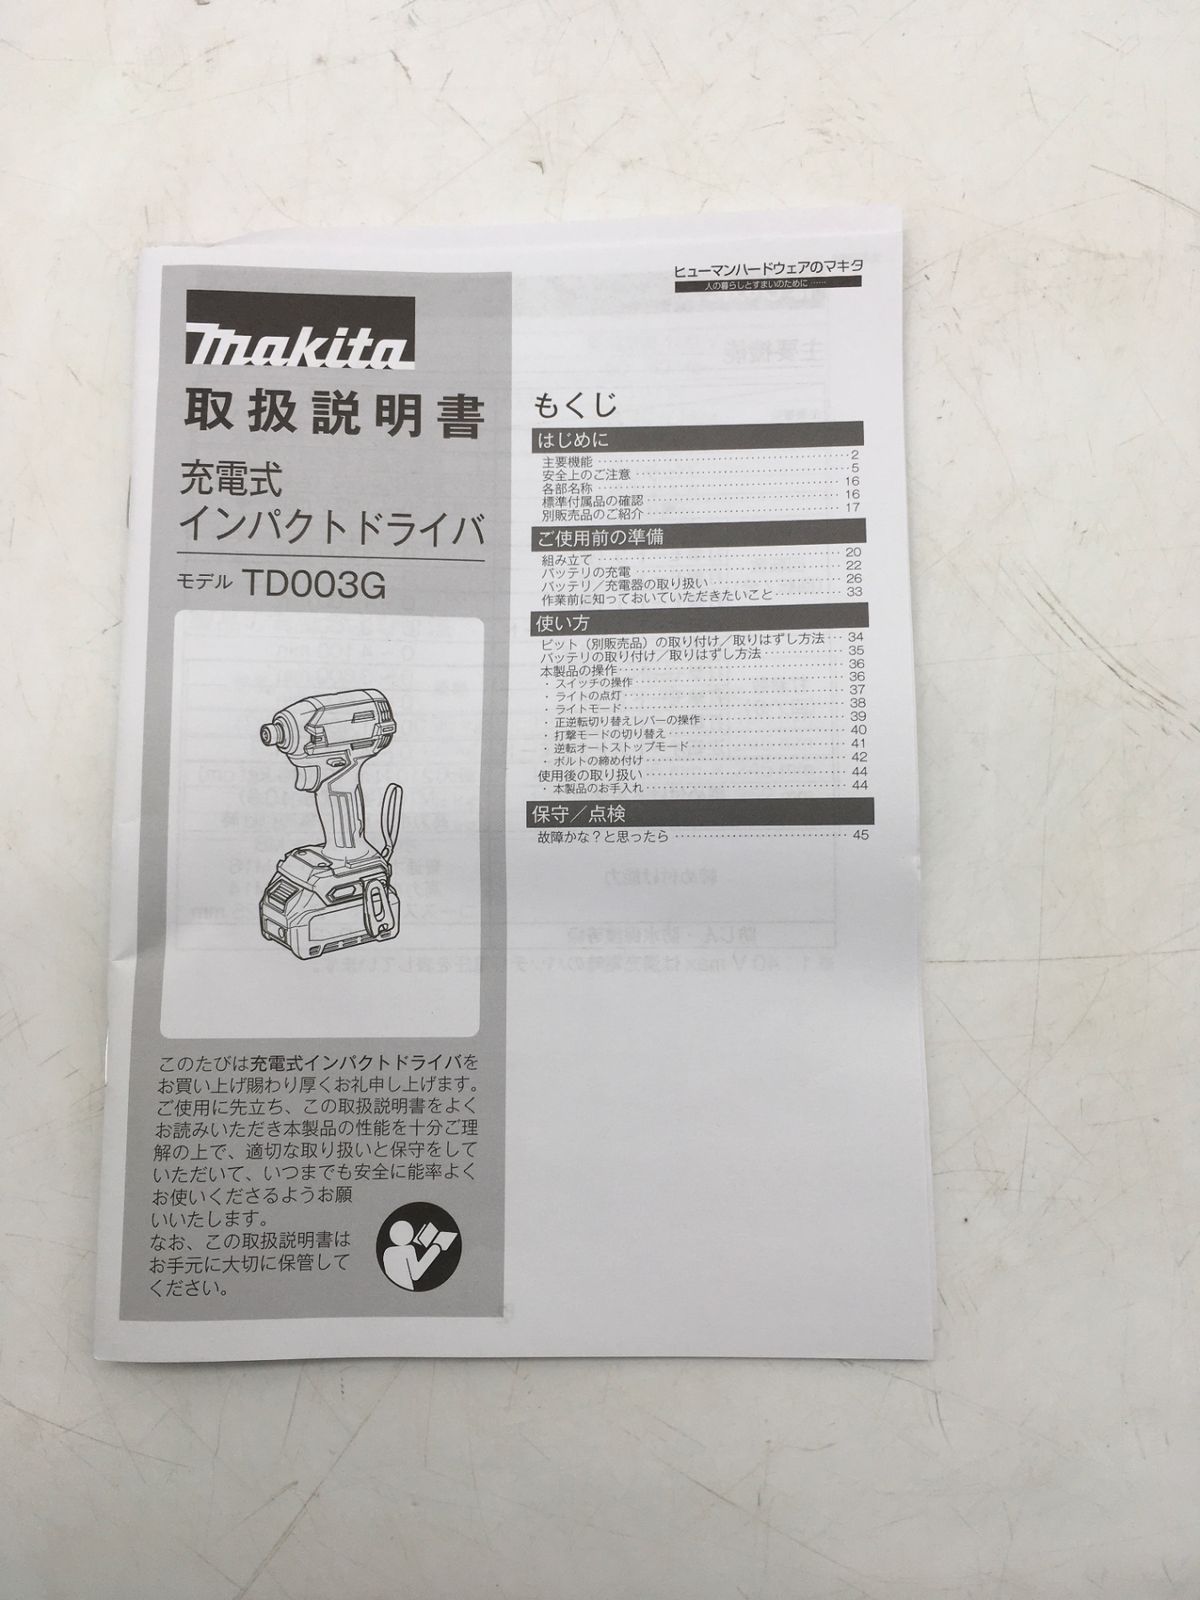 makita
取扱説明書
充電式
インパクトドライバ
モデル TD003G
このたびは充電式インパクトドライバを
お買い上げ賜わり厚くお礼申し上げます。
ご使用に先立ち、この取扱説明書をよく
お読みいただき本製品の性能を十分ご理
解の上で、適切な取り扱いと保守をして
いただいて、いつまでも安全に能率よく
お使いくださるようお願
いいたします。
なお、この取扱説明書は
お手元に大切に保管して
ください。
ヒューマンハードウェアのマキタ
人の暮らしとすまいのために……
もくじ
はじめに
主要機能 2
安全上のご注意 5
各部名称 16
標準付属品の確認 16
別販売品のご紹介 17
ご使用前の準備
組み立て 20
バッテリの充電 22
バッテリ／充電器の取り扱い 26
作業前に知っておいていただきたいこと 33
使い方
ビット（別販売品）の取り付け／取りはずし方法 34
バッテリの取り付け／取りはずし方法 35
本製品の操作 36
・スイッチの操作 36
・ライトの点灯 37
・ライトモード 38
・正逆転切り替えレバーの操作 39
・打撃モードの切り替え 40
・逆転オートストップモード 41
・ボルトの締め付け 42
使用後の取り扱い 44
・本製品のお手入れ 44
保守／点検
故障かな？と思ったら 45